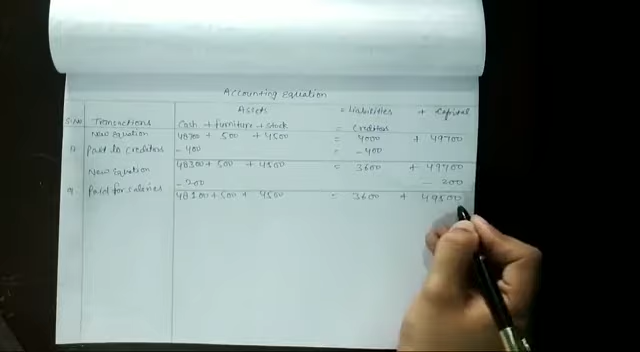 Accounting Equation
Assets = Liabilities + Capital
S.No Transactions Cash + furniture + stock = Creditors
New Equation 48700 + 500 + 4500 = 4000 + 49700
Paid to Creditors - 400 = - 400
New Equation 48300 + 500 + 4500 = 3600 + 49700
- 200 - 200
9. Paid for salaries
48100 + 500 + 4500 = 3600 + 49500